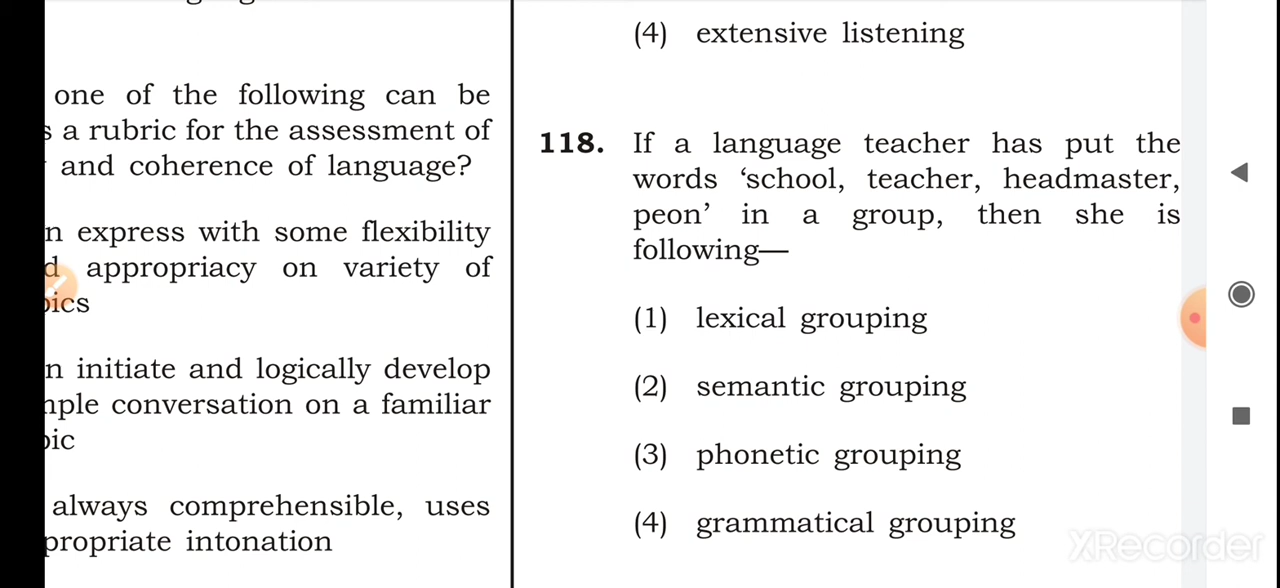 one of the following can be
s a rubric for the assessment of
and coherence of language?
n express with some flexibility
d appropriacy on variety of
pics
n initiate and logically develop
mple conversation on a familiar
pic
always comprehensible, uses
propriate intonation
(4) extensive listening
118. If a language teacher has put the
words ‘school, teacher, headmaster,
peon’ in a group, then she is
following—
(1) lexical grouping
(2) semantic grouping
(3) phonetic grouping
(4) grammatical grouping
XRecorder